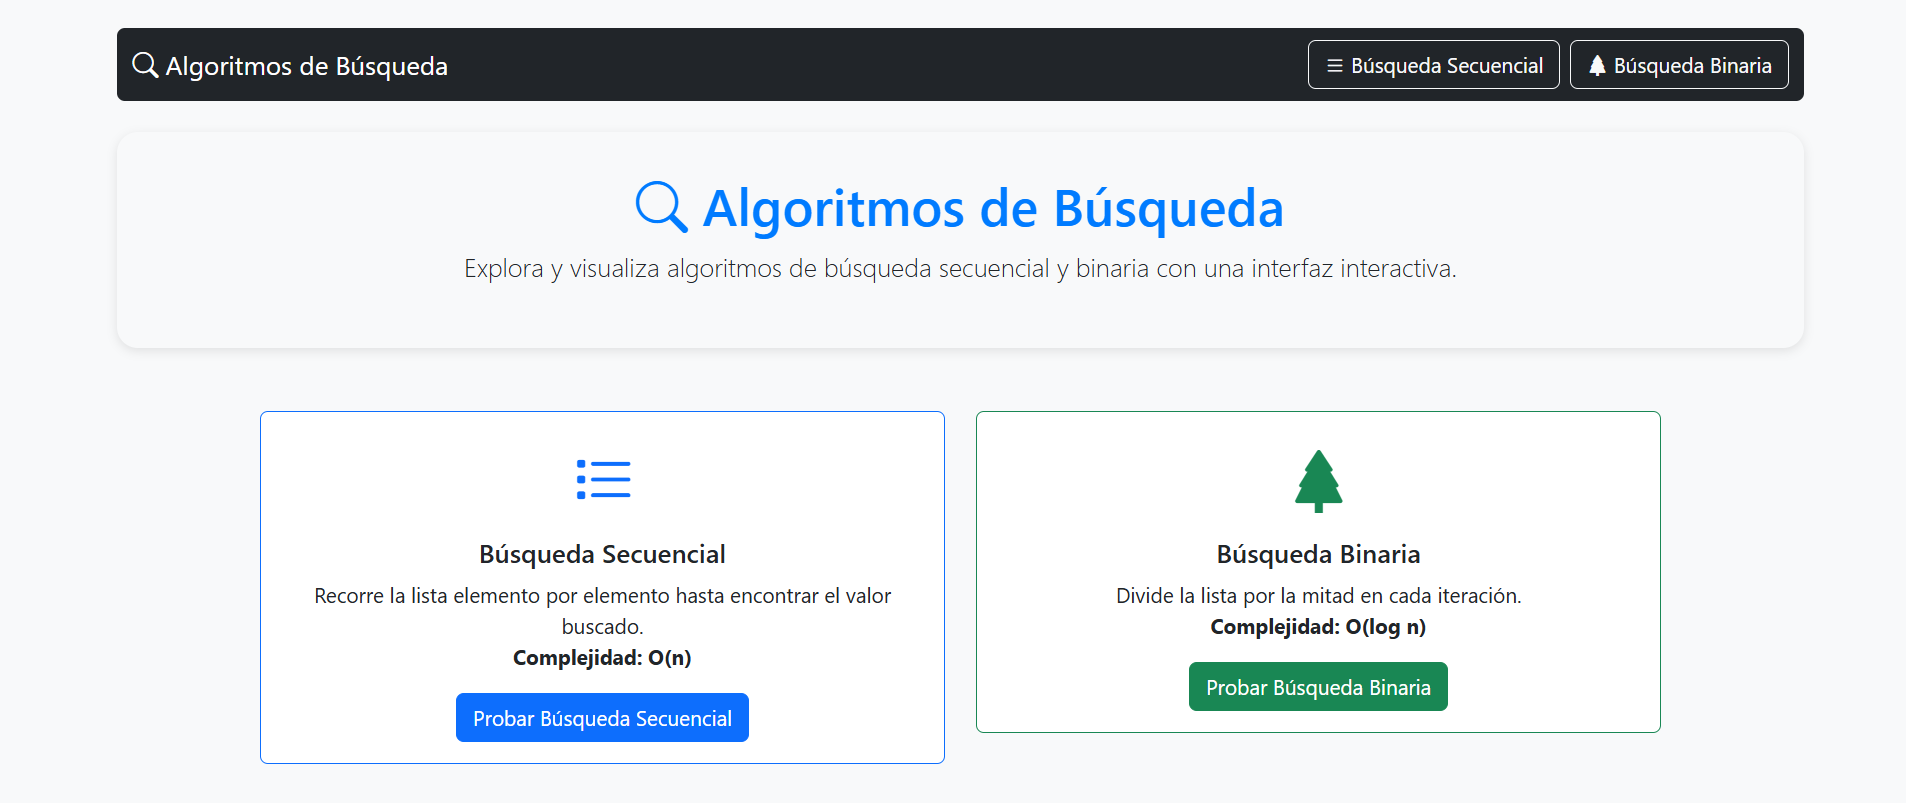 Algoritmos de Búsqueda
Búsqueda Secuencial
Búsqueda Binaria
Algoritmos de Búsqueda
Explora y visualiza algoritmos de búsqueda secuencial y binaria con una interfaz interactiva.
Búsqueda Secuencial
Recorre la lista elemento por elemento hasta encontrar el valor
buscado.
Complejidad: O(n)
Probar Búsqueda Secuencial
Búsqueda Binaria
Divide la lista por la mitad en cada iteración.
Complejidad: O(log n)
Probar Búsqueda Binaria